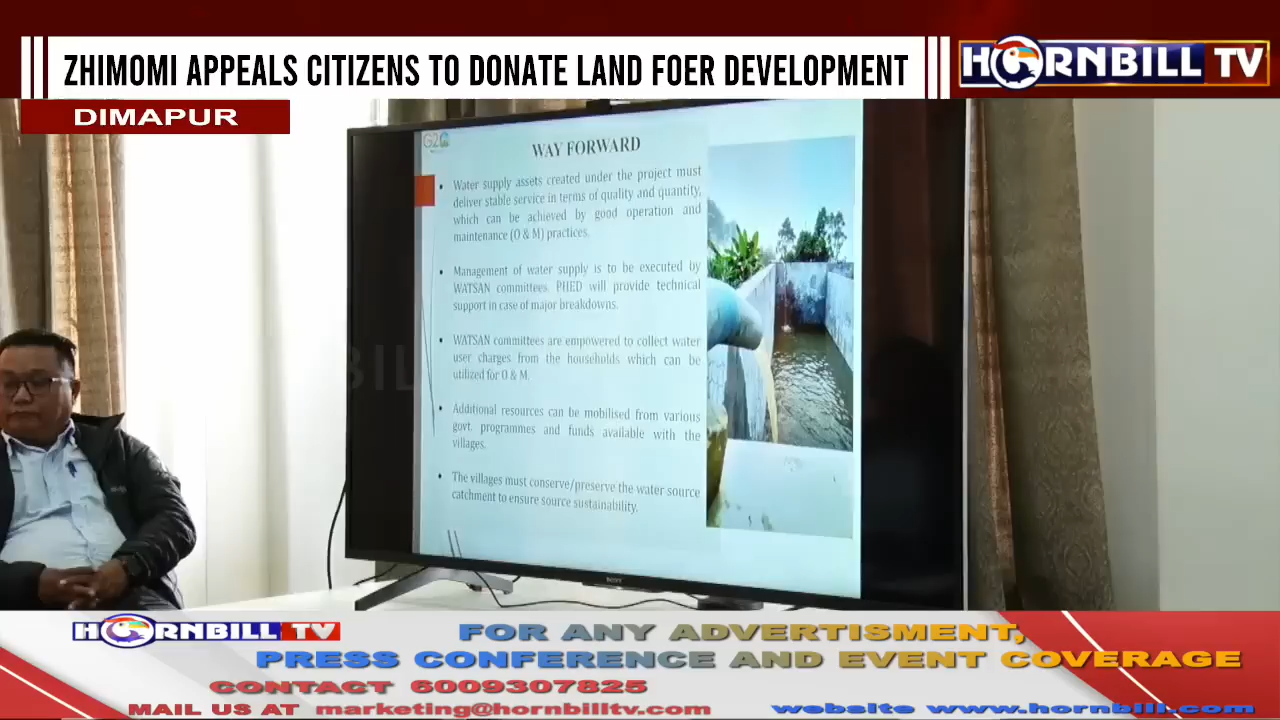 ZHIMOMI APPEALS CITIZENS TO DONATE LAND FOER DEVELOPMENT
HORNBILL TV
DIMAPUR
G20
WAY FORWARD
• Water supply assets created under the project must
deliver stable service in terms of quality and quantity,
which can be achieved by good operation and
maintenance (O & M) practices.
• Management of water supply is to be executed by
WATSAN committees. PHED will provide technical
support in case of major breakdowns.
• WATSAN committees are empowered to collect water
user charges from the households which can be
utilized for O & M.
• Additional resources can be mobilised from various
govt. programmes and funds available with the
villages.
• The villages must conserve/preserve the water source
catchment to ensure source sustainability.
SONY
HORNBILL TV
FOR ANY ADVERTISMENT,
PRESS CONFERENCE AND EVENT COVERAGE
CONTACT 6009307825
MAIL US AT marketing@hornbilltv.com
website www.hornbill.com